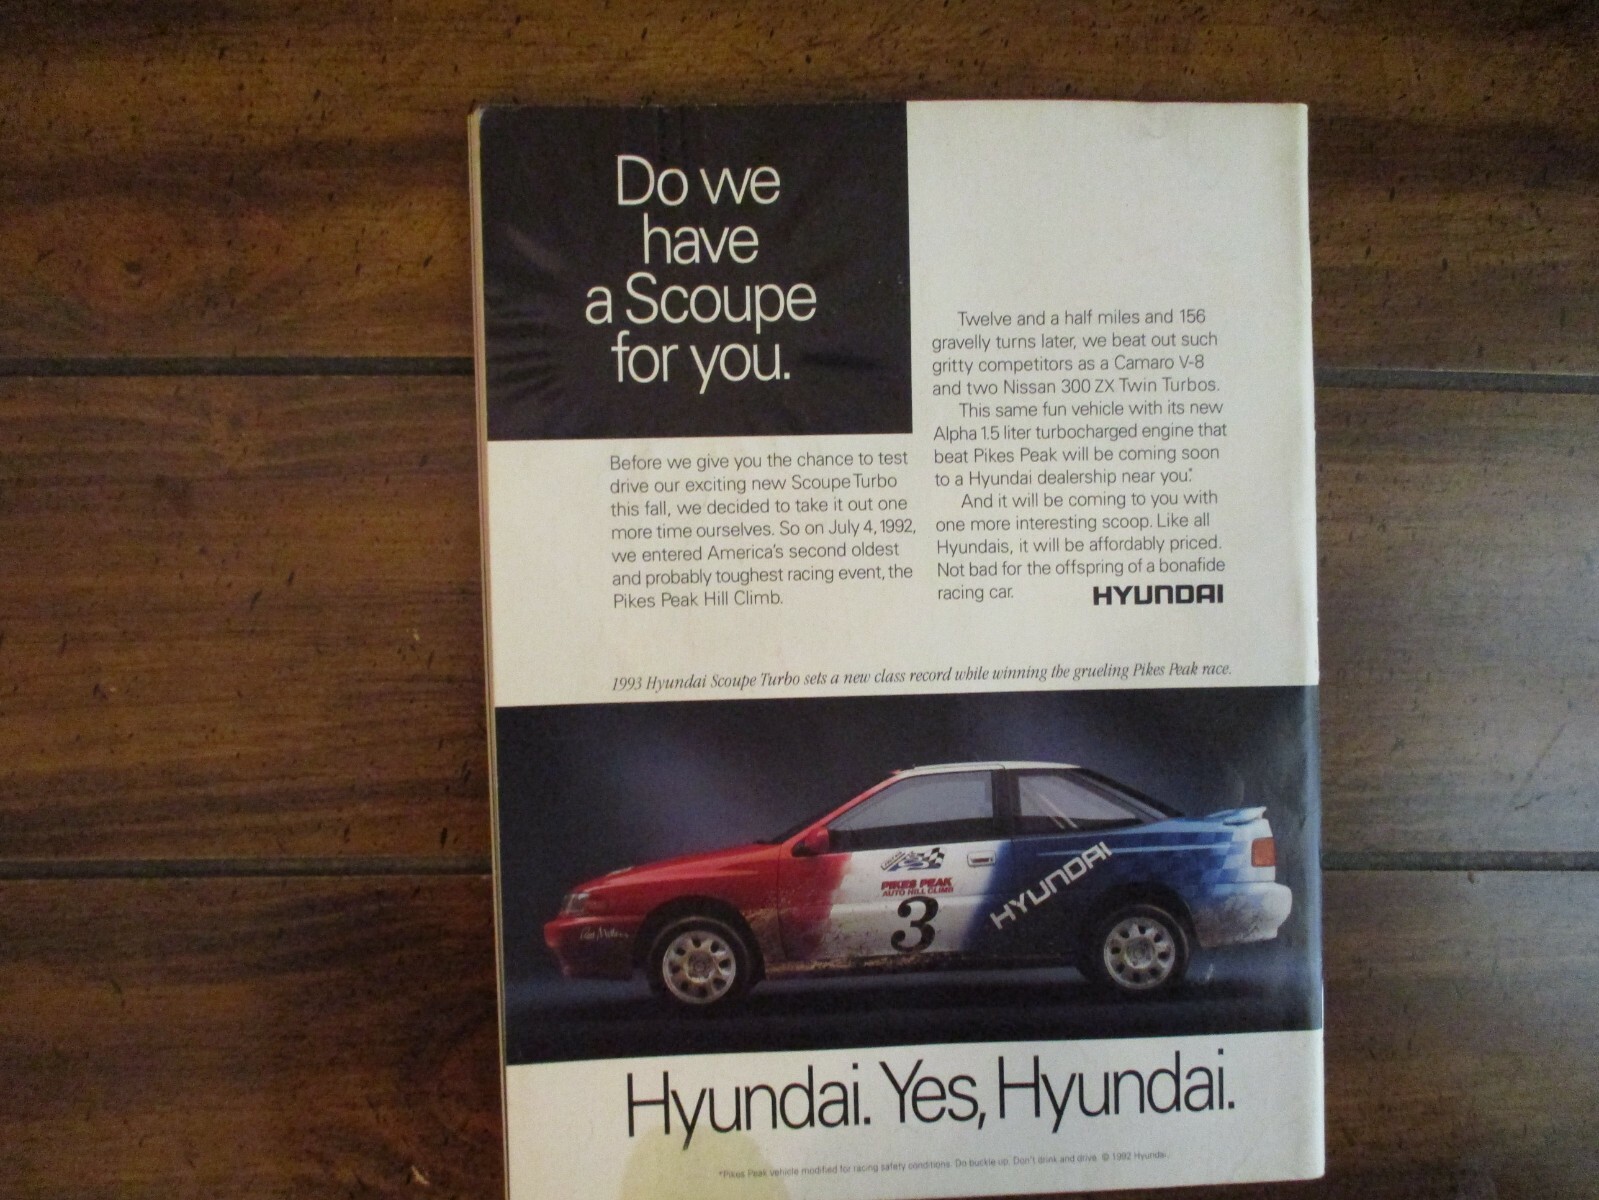 Do we
have
a Scoupe
for you.
Before we give you the chance to test
drive our exciting new Scoupe Turbo
this fall, we decided to take it out one
more time ourselves. So on July 4, 1992,
we entered America's second oldest
and probably toughest racing event, the
Pikes Peak Hill Climb.
Twelve and a half miles and 156
gravelly turns later, we beat out such
gritty competitors as a Camaro V-8
and two Nissan 300 ZX Twin Turbos.
This same fun vehicle with its new
Alpha 1.5 liter turbocharged engine that
beat Pikes Peak will be coming soon
to a Hyundai dealership near you.*
And it will be coming to you with
one more interesting scoop. Like all
Hyundais, it will be affordably priced.
Not bad for the offspring of a bonafide
racing car.
HYUNDAI
1993 Hyundai Scoupe Turbo sets a new class record while winning the grueling Pikes Peak race.
PIKES PEAK
AUTO HILL CLIMB
3
HYUNDAI
Hyundai. Yes, Hyundai.
*Pikes Peak vehicle modified for racing safety conditions. Do buckle up. Don't drink and drive. © 1992 Hyundai.